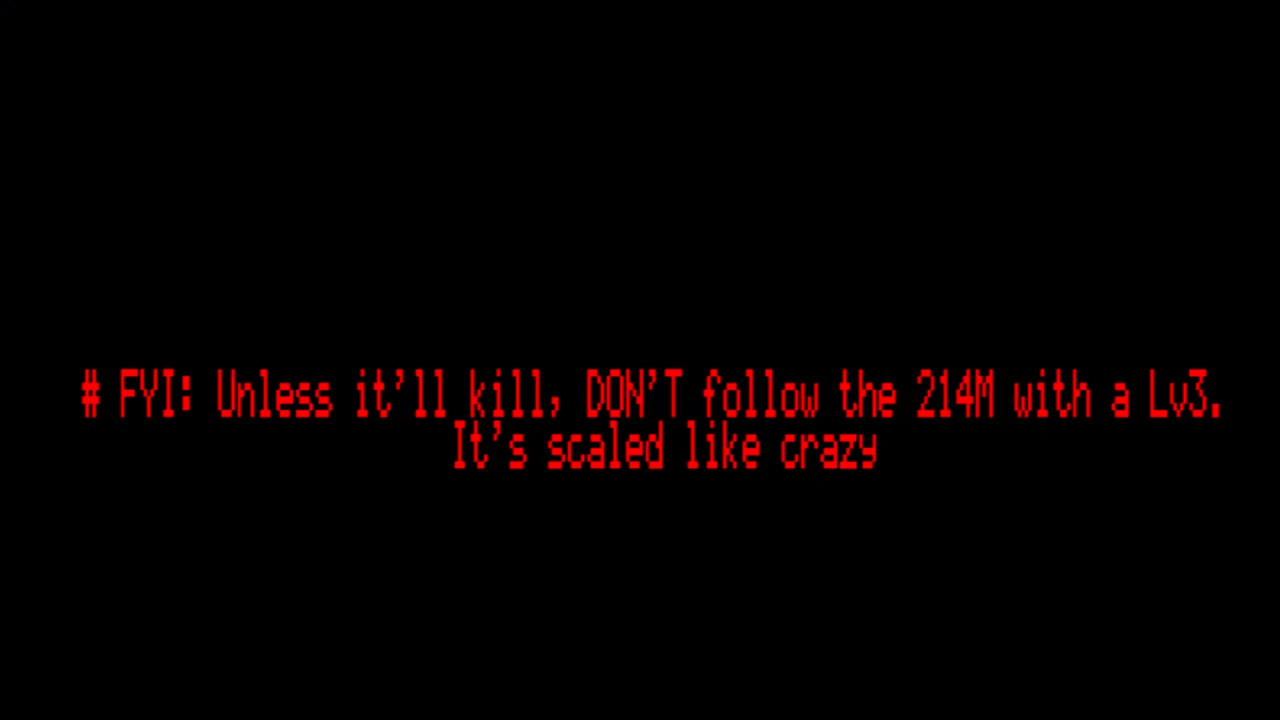 # FYI: Unless it'll kill, DON'T follow the 214M with a Lv3.
It's scaled like crazy